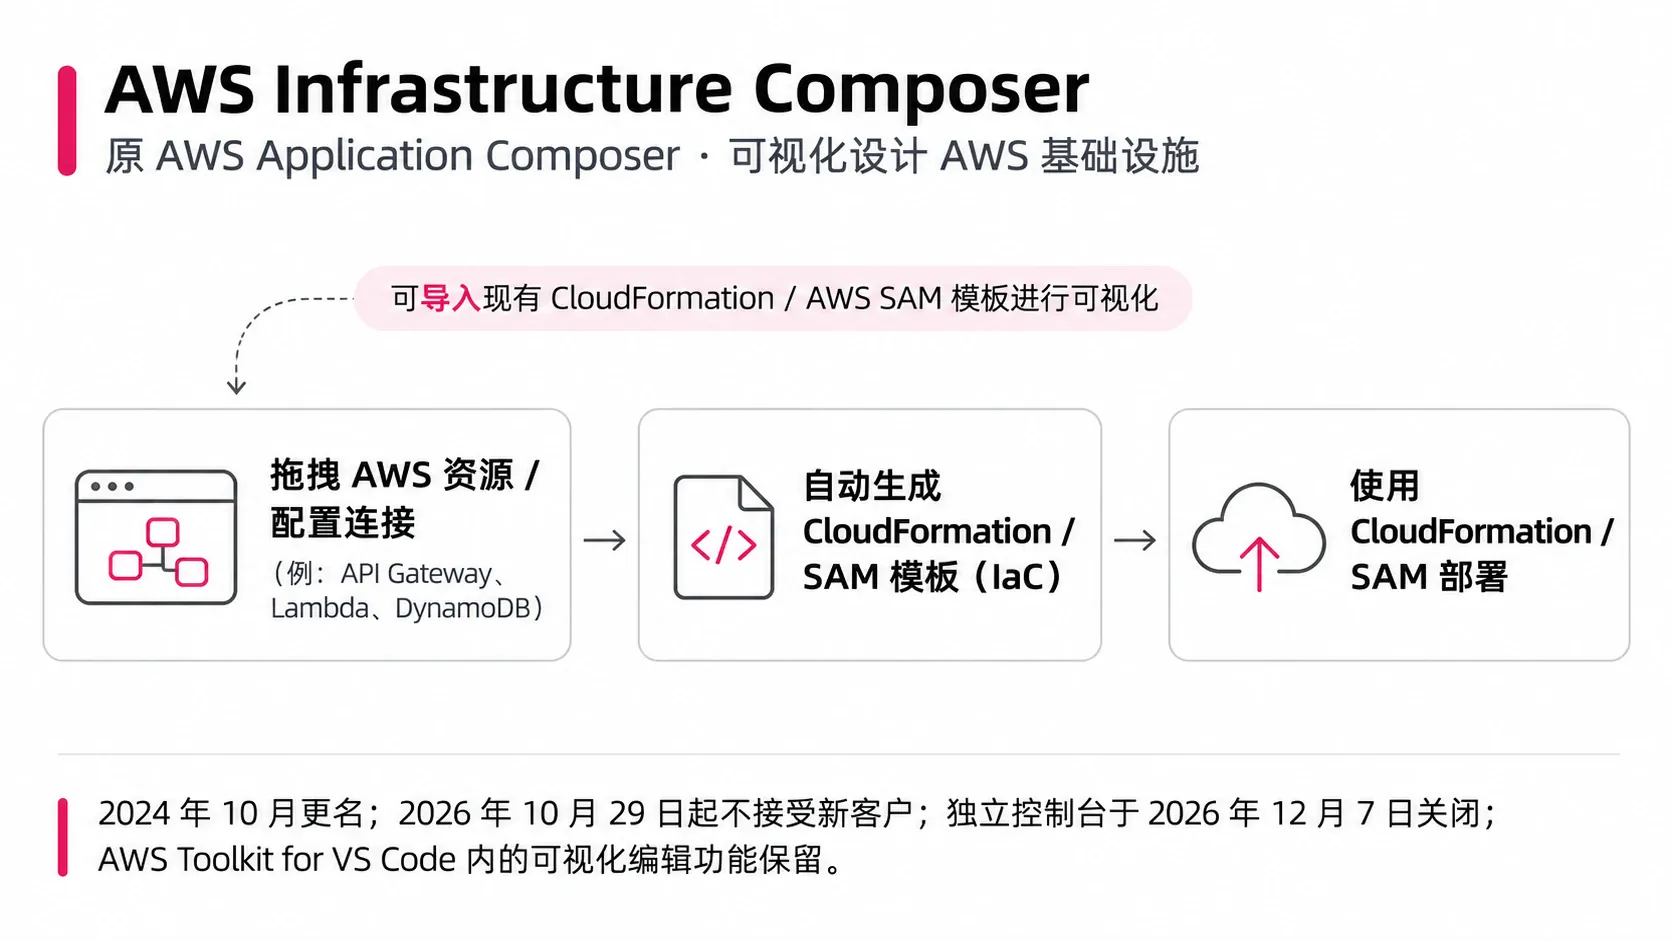 AWS Infrastructure Composer
原 AWS Application Composer · 可视化设计 AWS 基础设施
可导入现有 CloudFormation / AWS SAM 模板进行可视化
拖拽 AWS 资源 /
配置连接
（例：API Gateway、
Lambda、DynamoDB）
</>
自动生成
CloudFormation /
SAM 模板（IaC）
使用
CloudFormation /
SAM 部署
2024 年 10 月更名；2026 年 10 月 29 日起不接受新客户；独立控制台于 2026 年 12 月 7 日关闭；
AWS Toolkit for VS Code 内的可视化编辑功能保留。